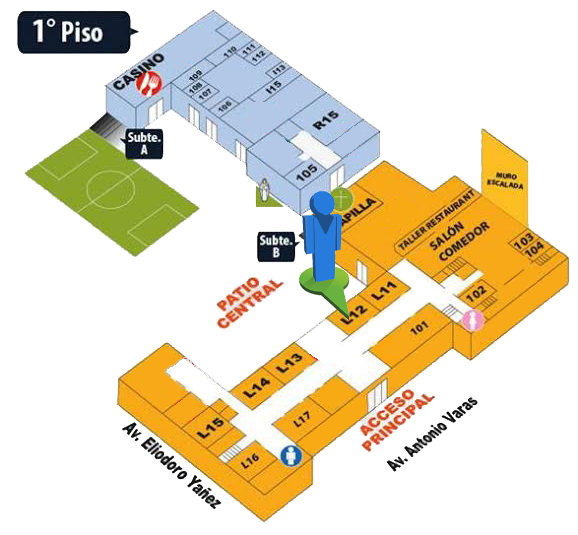 1° Piso
CASINO
109
110
111
112
113
108
107
106
115
R15
105
Subte.
A
MURO
ESCALADA
APILLA
TALLER RESTAURANT
SALÓN
COMEDOR
103
104
Subte.
B
102
PATIO
CENTRAL
L12
L11
101
L14
L13
L17
L15
L16
ACCESO
PRINCIPAL
Av. Antonio Varas
Av. Eliodoro Yañez